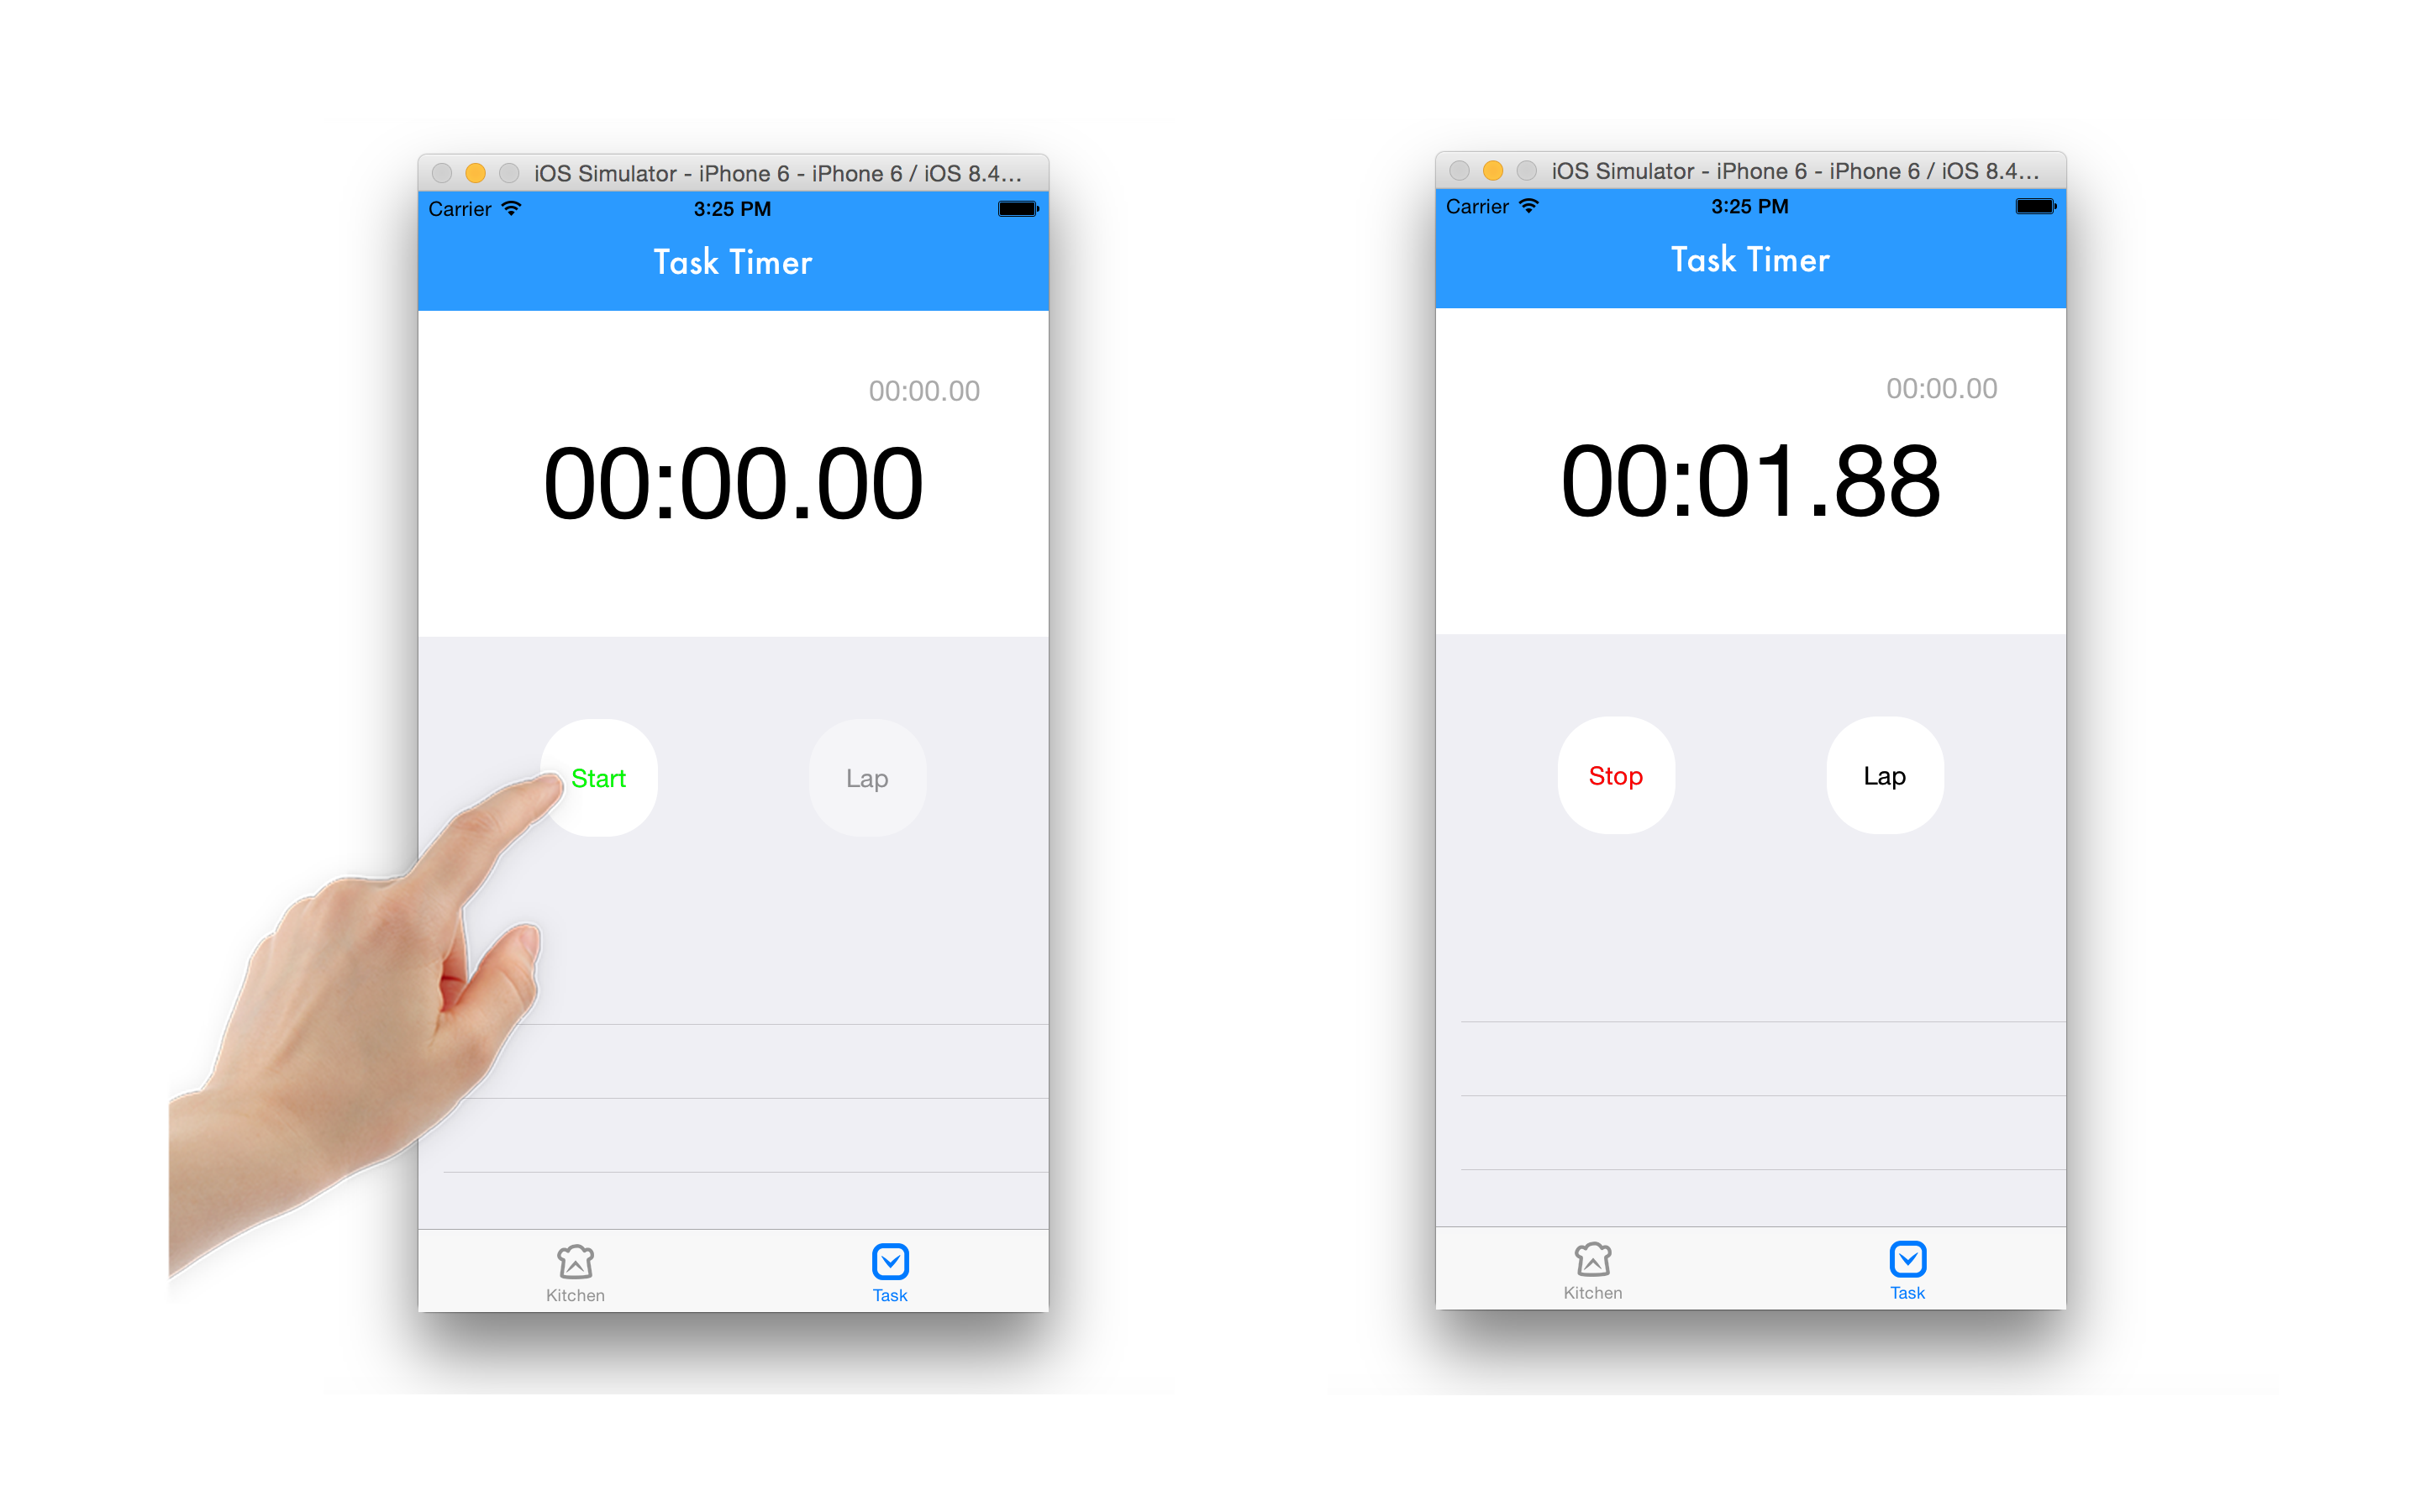 iOS Simulator - iPhone 6 - iPhone 6 / iOS 8.4...
Carrier 3:25 PM
Task Timer
00:00.00
00:00.00
Start Lap
Kitchen Task
iOS Simulator - iPhone 6 - iPhone 6 / iOS 8.4...
Carrier 3:25 PM
Task Timer
00:00.00
00:01.88
Stop Lap
Kitchen Task